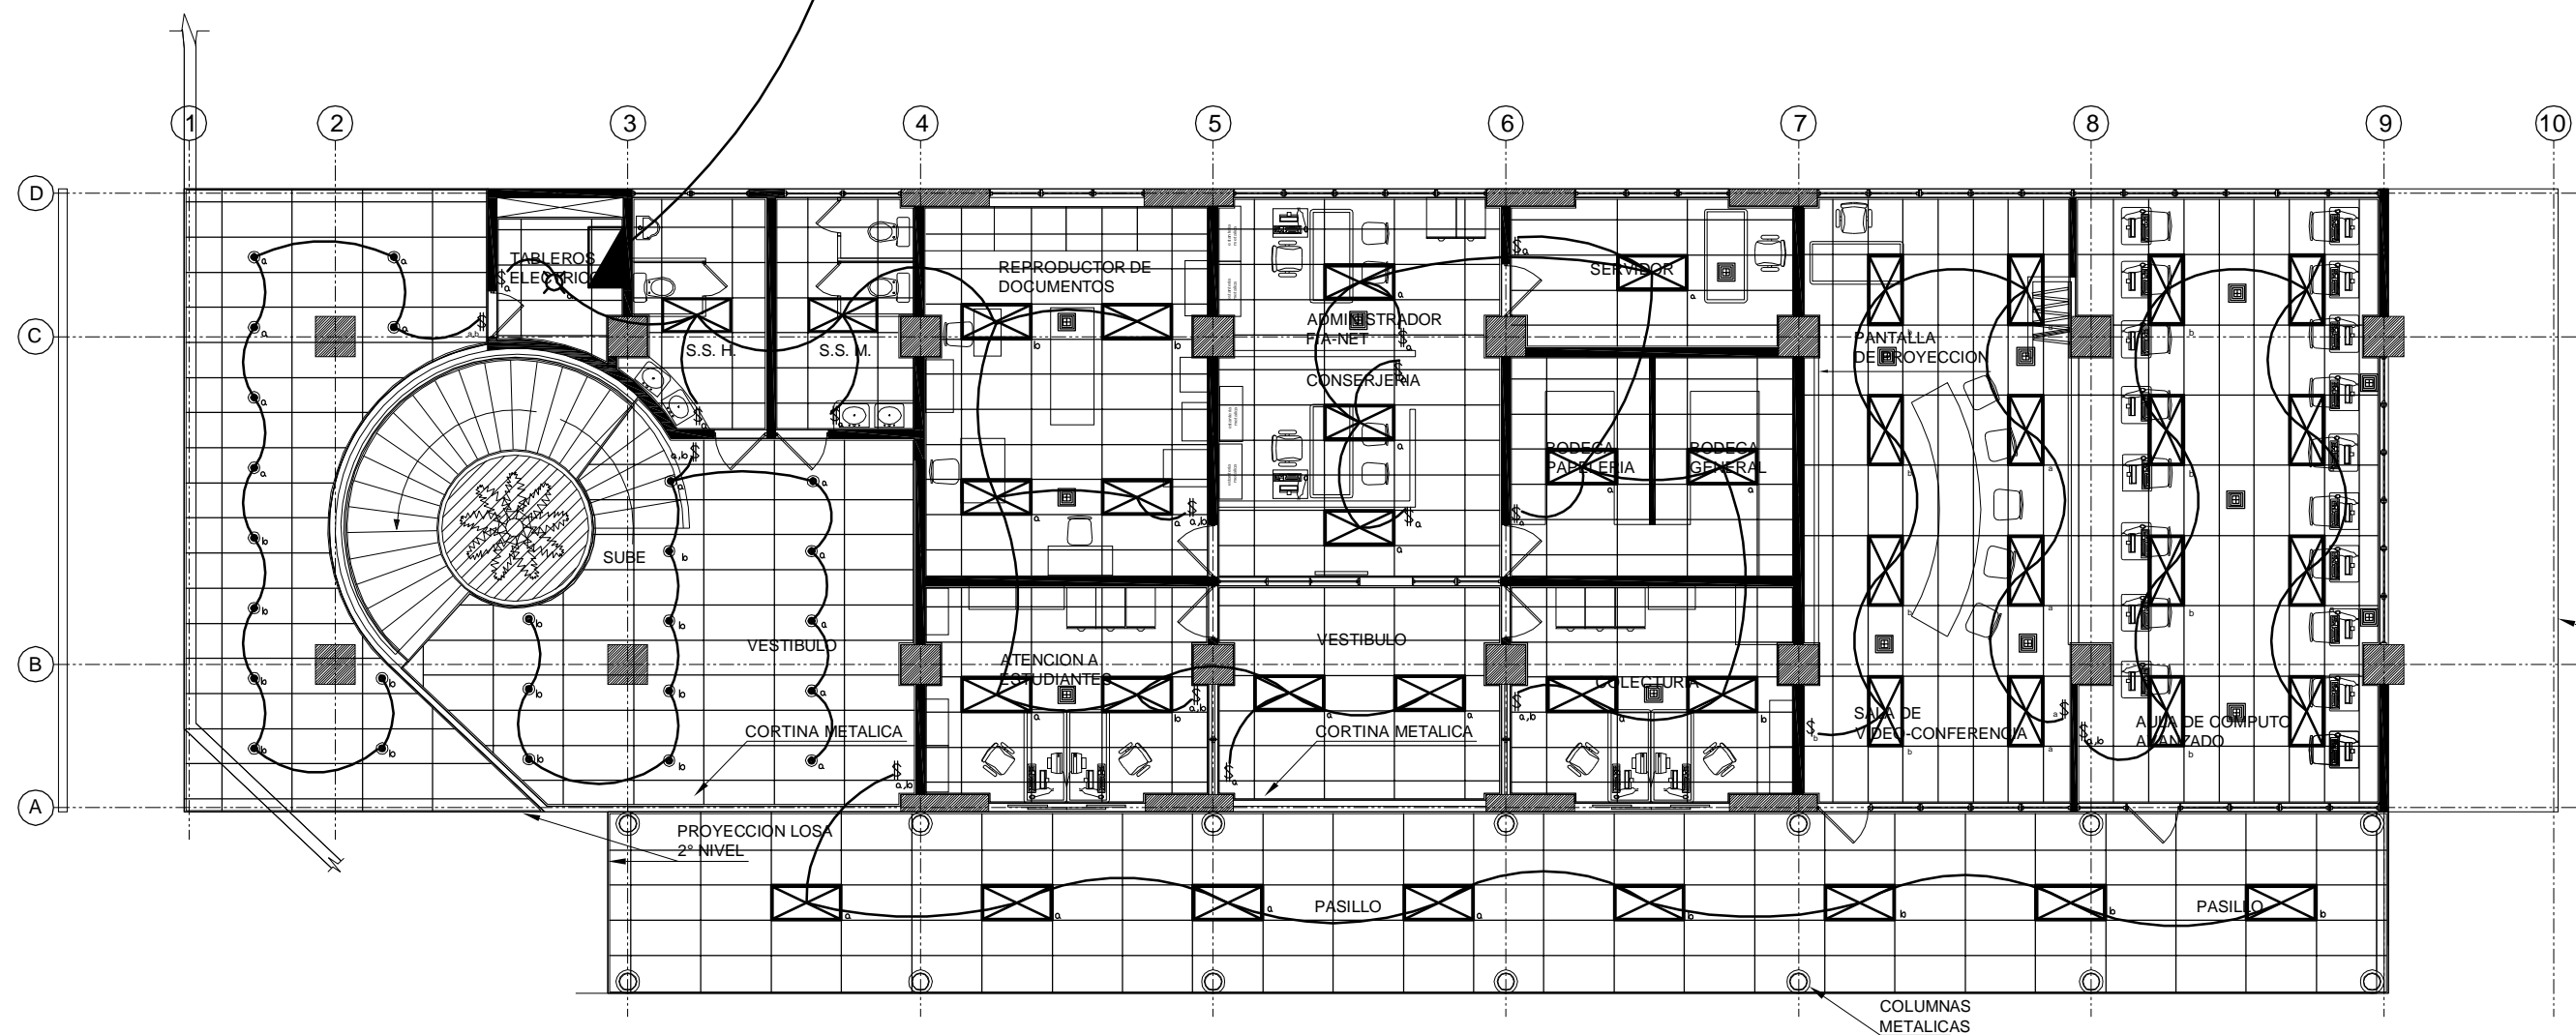 1
2
3
4
5
6
7
8
9
10
D
C
B
A
TABLEROS
ELECTRICOS
S.S. H.
S.S. M.
REPRODUCTOR DE
DOCUMENTOS
ADMINISTRADOR
FIA-NET
CONSERJERIA
SERVIDOR
BODEGA
PAPELERIA
BODEGA
GENERAL
PANTALLA
DE PROYECCION
SUBE
VESTIBULO
CORTINA METALICA
ATENCION A
ESTUDIANTES
VESTIBULO
CORTINA METALICA
COLECTURIA
SALA DE
VIDEO-CONFERENCIA
AULA DE COMPUTO
AVANZADO
PROYECCION LOSA
2° NIVEL
PASILLO
PASILLO
COLUMNAS
METALICAS